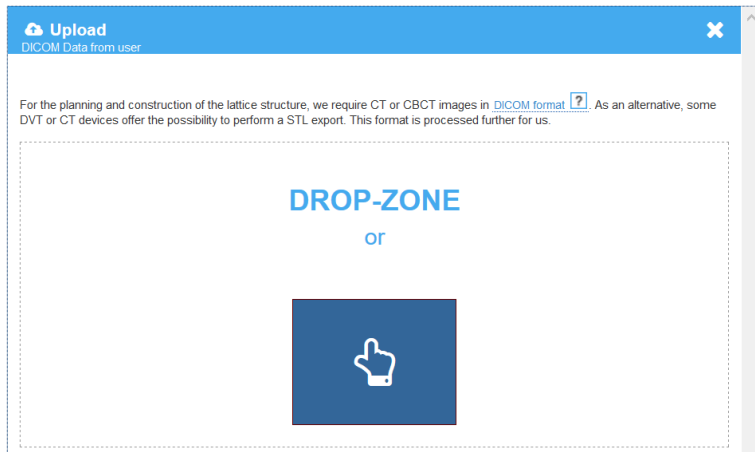 Upload
DICOM Data from user
For the planning and construction of the lattice structure, we require CT or CBCT images in DICOM format ? . As an alternative, some
DVT or CT devices offer the possibility to perform a STL export. This format is processed further for us.
DROP-ZONE
or